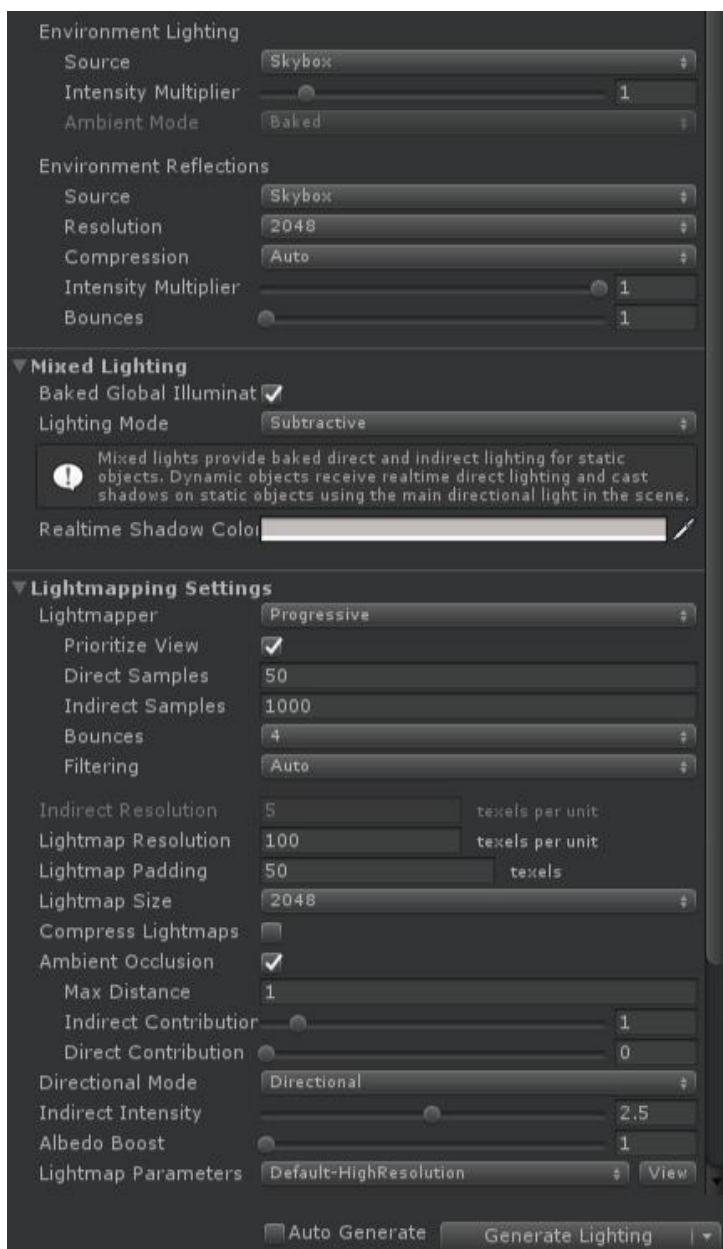 Environment Lighting
Source Skybox
Intensity Multiplier 1
Ambient Mode Baked
Environment Reflections
Source Skybox
Resolution 2048
Compression Auto
Intensity Multiplier 1
Bounces 1
Mixed Lighting
Baked Global Illuminat
Lighting Mode Subtractive
Mixed lights provide baked direct and indirect lighting for static
objects. Dynamic objects receive realtime direct lighting and cast
shadows on static objects using the main directional light in the scene.
Realtime Shadow Color
Lightmapping Settings
Lightmapper Progressive
Prioritize View
Direct Samples 50
Indirect Samples 1000
Bounces 4
Filtering Auto
Indirect Resolution 5 texels per unit
Lightmap Resolution 100 texels per unit
Lightmap Padding 50 texels
Lightmap Size 2048
Compress Lightmaps
Ambient Occlusion
Max Distance 1
Indirect Contribution 1
Direct Contribution 0
Directional Mode Directional
Indirect Intensity 2.5
Albedo Boost 1
Lightmap Parameters Default-HighResolution View
Auto Generate Generate Lighting